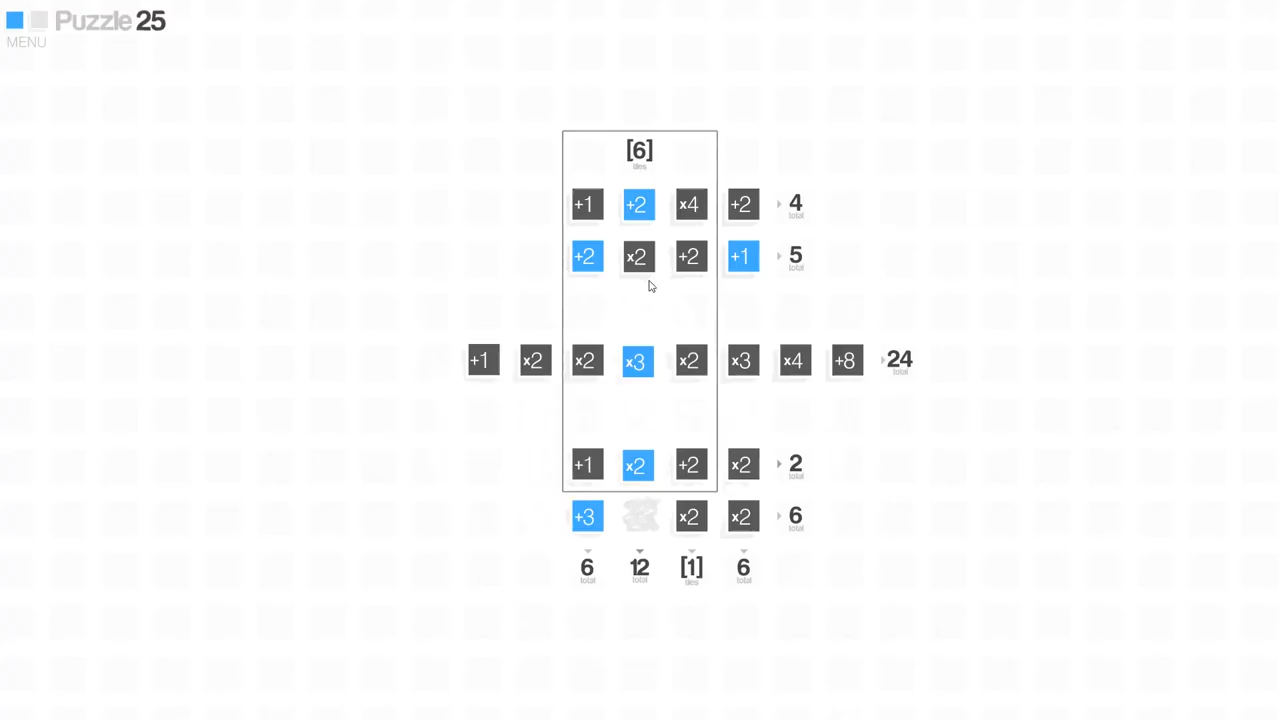 Puzzle 25
MENU
[6]
tiles
+1 +2 x4 +2 4
total
+2 x2 +2 +1 5
total
+1 x2 x2 x3 x2 x3 x4 +8 24
total
+1 x2 +2 x2 2
total
+3 x2 x2 6
total
6 12 [1] 6
total total tiles total